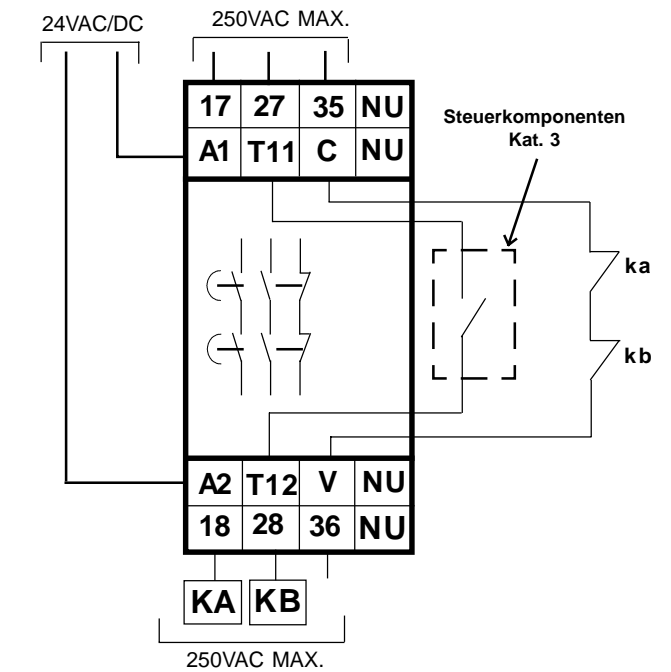 24VAC/DC
250VAC MAX.
17 27 35 NU
A1 T11 C NU
Steuerkomponenten
Kat. 3
ka
kb
A2 T12 V NU
18 28 36 NU
KA KB
250VAC MAX.